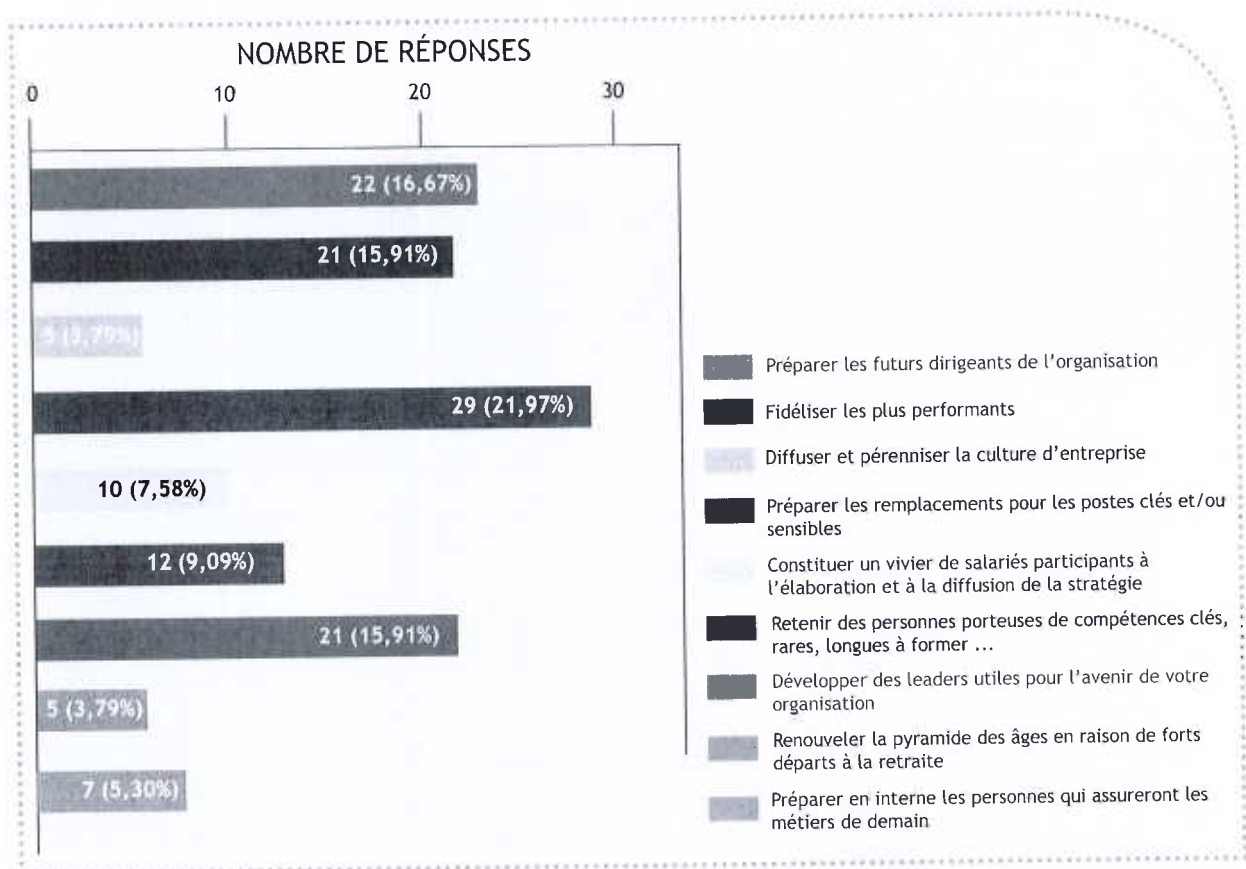 NOMBRE DE RÉPONSES
0 10 20 30
22 (16,67%)
21 (15,91%)
5 (3,79%)
29 (21,97%)
10 (7,58%)
12 (9,09%)
21 (15,91%)
5 (3,79%)
7 (5,30%)
Préparer les futurs dirigeants de l'organisation
Fidéliser les plus performants
Diffuser et pérenniser la culture d'entreprise
Préparer les remplacements pour les postes clés et/ou
sensibles
Constituer un vivier de salariés participants à
l'élaboration et à la diffusion de la stratégie
Retenir des personnes porteuses de compétences clés,
rares, longues à former ...
Développer des leaders utiles pour l'avenir de votre
organisation
Renouveler la pyramide des âges en raison de forts
départs à la retraite
Préparer en interne les personnes qui assureront les
métiers de demain